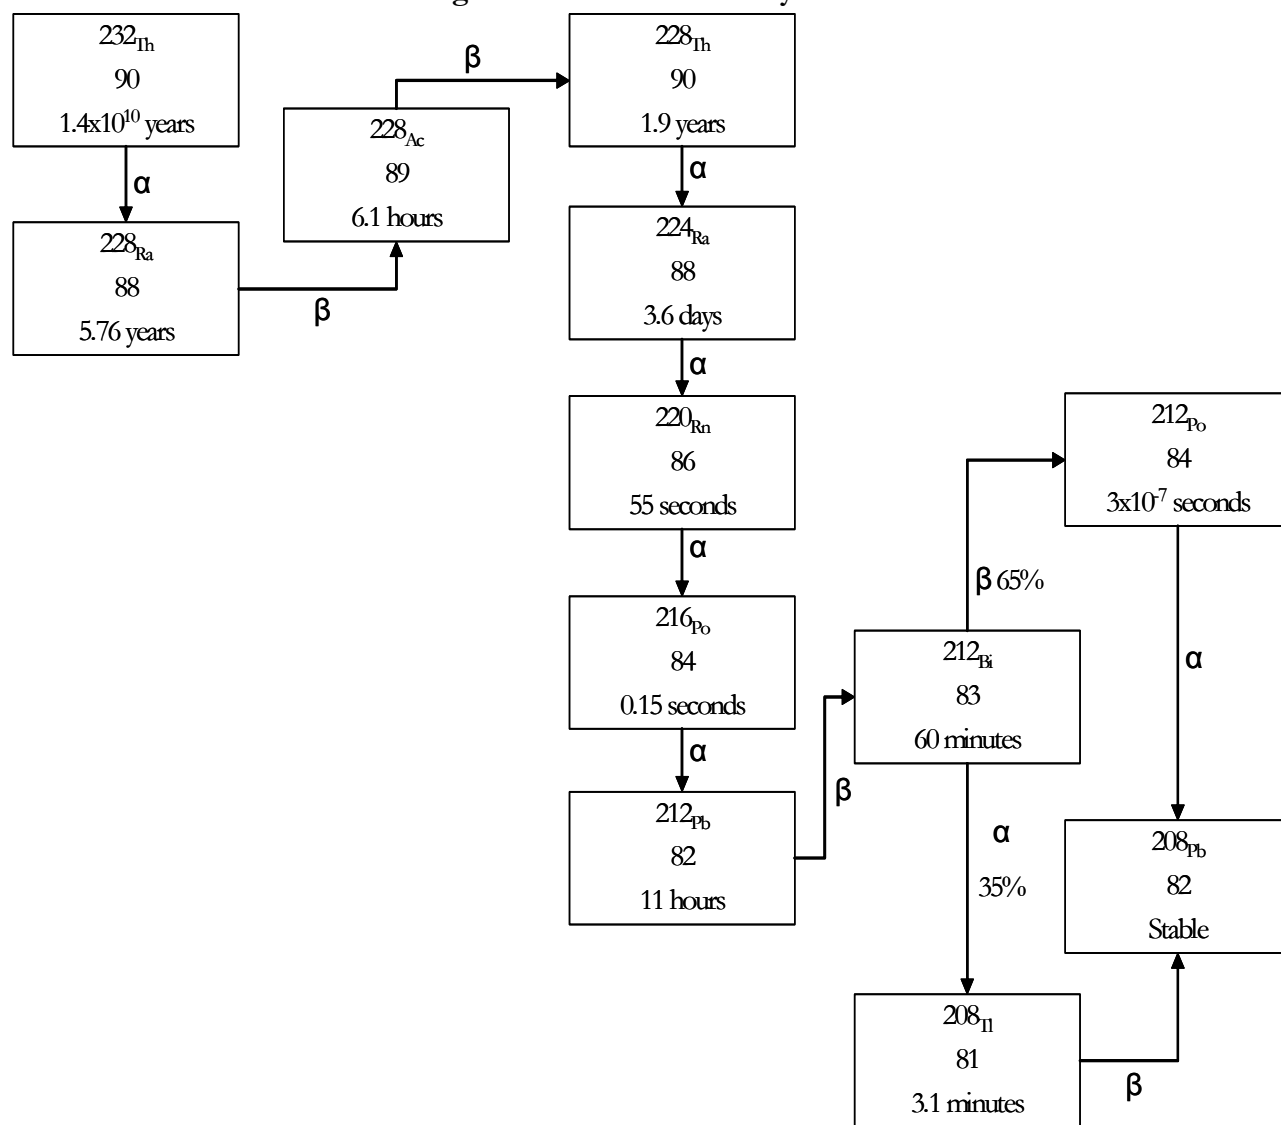 232Th
90
1.4x10¹⁰ years
α
228Ra
88
5.76 years
β
228Ac
89
6.1 hours
β
228Th
90
1.9 years
α
224Ra
88
3.6 days
α
220Rn
86
55 seconds
α
216Po
84
0.15 seconds
α
212Pb
82
11 hours
β
212Bi
83
60 minutes
β 65%
212Po
84
3x10⁻⁷ seconds
α
α
35%
208Tl
81
3.1 minutes
β
208Pb
82
Stable